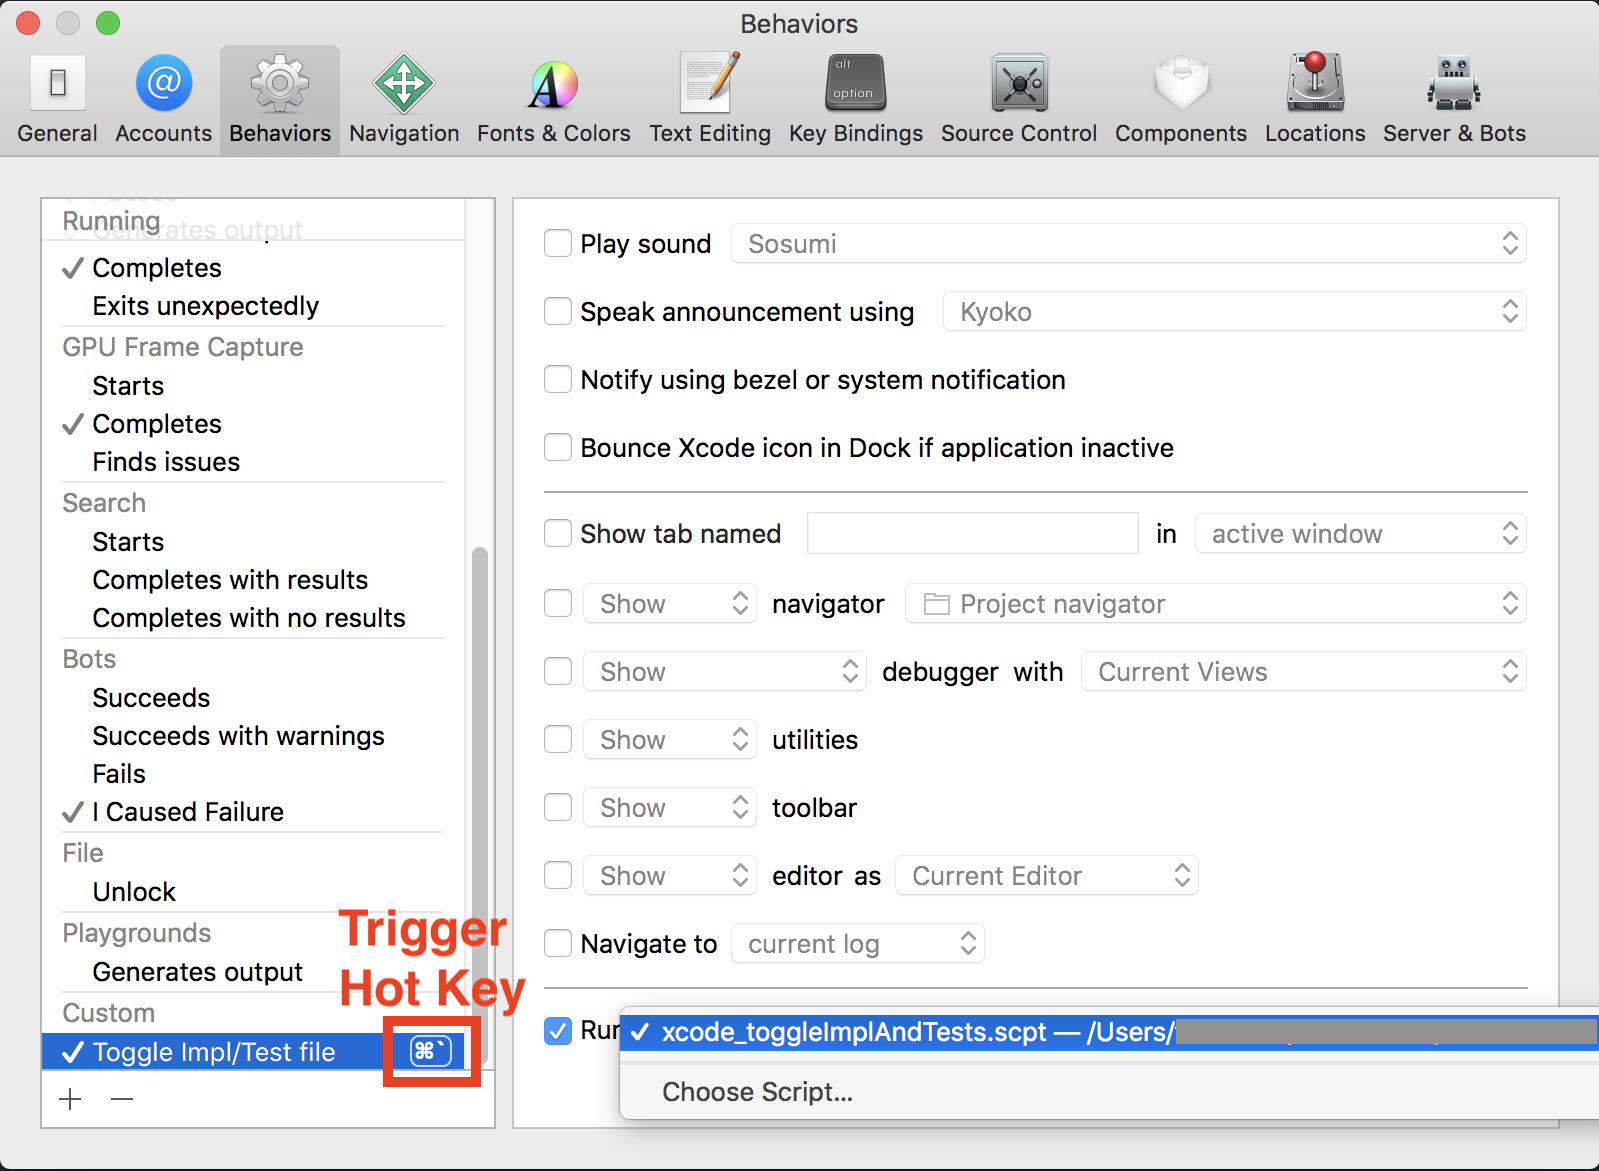 Behaviors
General Accounts Behaviors Navigation Fonts & Colors Text Editing alt option Key Bindings Source Control Components Locations Server & Bots
Running
Generates output
✓ Completes
Exits unexpectedly
GPU Frame Capture
Starts
✓ Completes
Finds issues
Search
Starts
Completes with results
Completes with no results
Bots
Succeeds
Succeeds with warnings
Fails
✓ I Caused Failure
File
Unlock
Playgrounds
Generates output
Custom
✓ Toggle Impl/Test file ⌘`
Trigger
Hot Key
+ −
Play sound Sosumi
Speak announcement using Kyoko
Notify using bezel or system notification
Bounce Xcode icon in Dock if application inactive
Show tab named in active window
Show navigator Project navigator
Show debugger with Current Views
Show utilities
Show toolbar
Show editor as Current Editor
Navigate to current log
✓ xcode_toggleImplAndTests.scpt — /Users/
Choose Script...